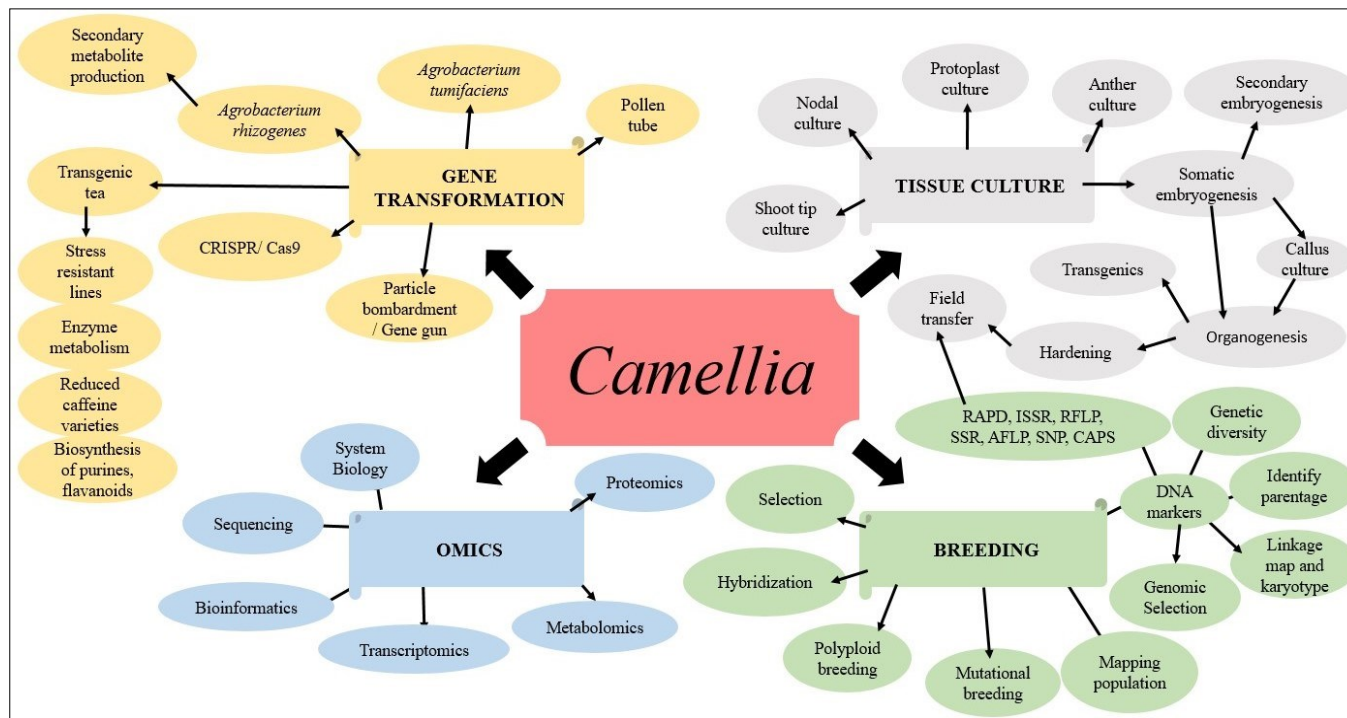 Secondary
metabolite
production
Agrobacterium
tumifaciens
Pollen
tube
Agrobacterium
rhizogenes
GENE
TRANSFORMATION
Transgenic
tea
Stress
resistant
lines
Enzyme
metabolism
Reduced
caffeine
varieties
Biosynthesis
of purines,
flavanoids
CRISPR/ Cas9
Particle
bombardment
/ Gene gun
Protoplast
culture
Anther
culture
Secondary
embryogenesis
Nodal
culture
TISSUE CULTURE
Somatic
embryogenesis
Shoot tip
culture
Callus
culture
Transgenics
Field
transfer
Hardening
Organogenesis
Camellia
System
Biology
Proteomics
Sequencing
OMICS
Bioinformatics
Transcriptomics
Metabolomics
RAPD, ISSR, RFLP,
SSR, AFLP, SNP, CAPS
Genetic
diversity
Selection
DNA
markers
Identify
parentage
BREEDING
Hybridization
Linkage
map and
karyotype
Genomic
Selection
Polyploid
breeding
Mutational
breeding
Mapping
population